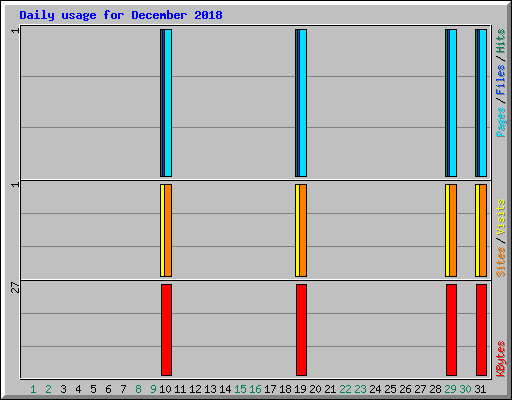 Daily usage for December 2018
1
1
27
Pages / Files / Hits
Sites / Visits
KBytes
1 2 3 4 5 6 7 8 9 10 11 12 13 14 15 16 17 18 19 20 21 22 23 24 25 26 27 28 29 30 31